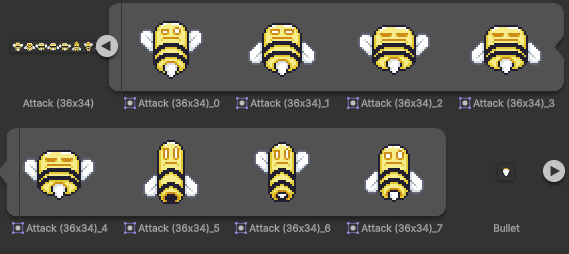 Attack (36x34)
Attack (36x34)_0
Attack (36x34)_1
Attack (36x34)_2
Attack (36x34)_3
Attack (36x34)_4
Attack (36x34)_5
Attack (36x34)_6
Attack (36x34)_7
Bullet